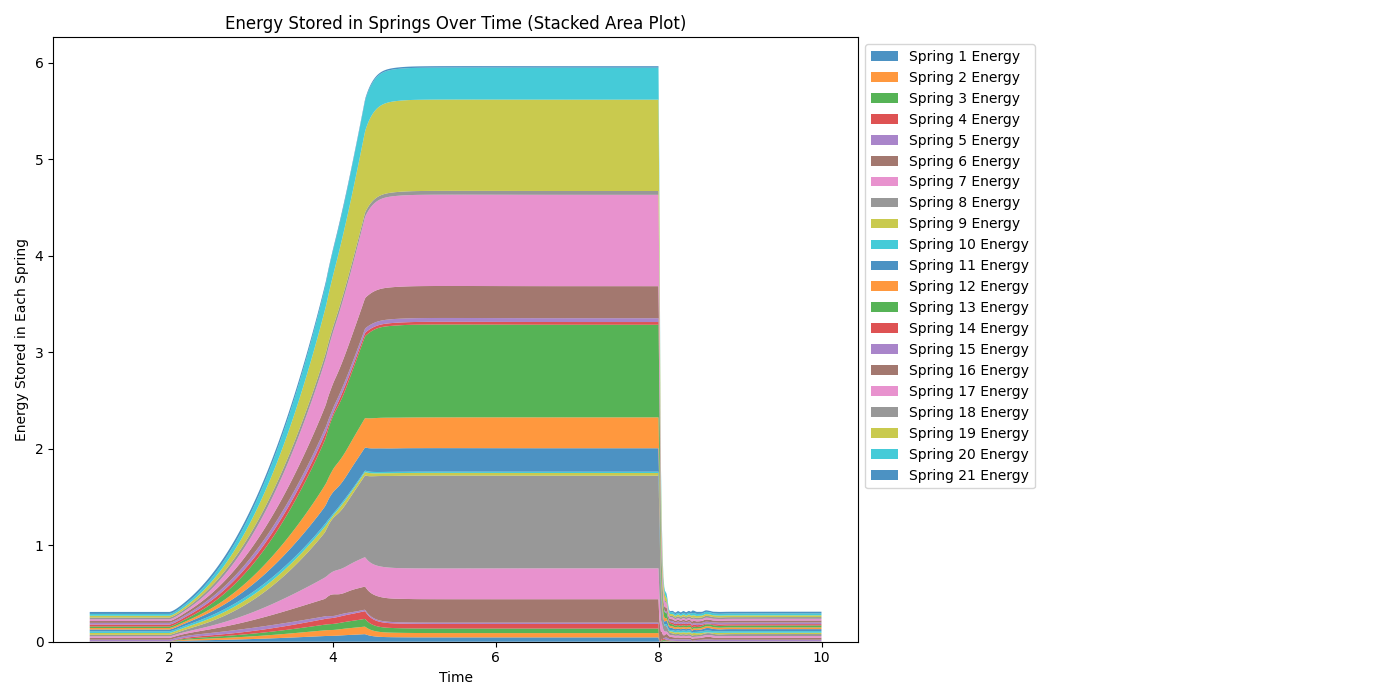 Energy Stored in Springs Over Time (Stacked Area Plot)
Energy Stored in Each Spring
6
5
4
3
2
1
0
2
4
6
8
10
Time
Spring 1 Energy
Spring 2 Energy
Spring 3 Energy
Spring 4 Energy
Spring 5 Energy
Spring 6 Energy
Spring 7 Energy
Spring 8 Energy
Spring 9 Energy
Spring 10 Energy
Spring 11 Energy
Spring 12 Energy
Spring 13 Energy
Spring 14 Energy
Spring 15 Energy
Spring 16 Energy
Spring 17 Energy
Spring 18 Energy
Spring 19 Energy
Spring 20 Energy
Spring 21 Energy